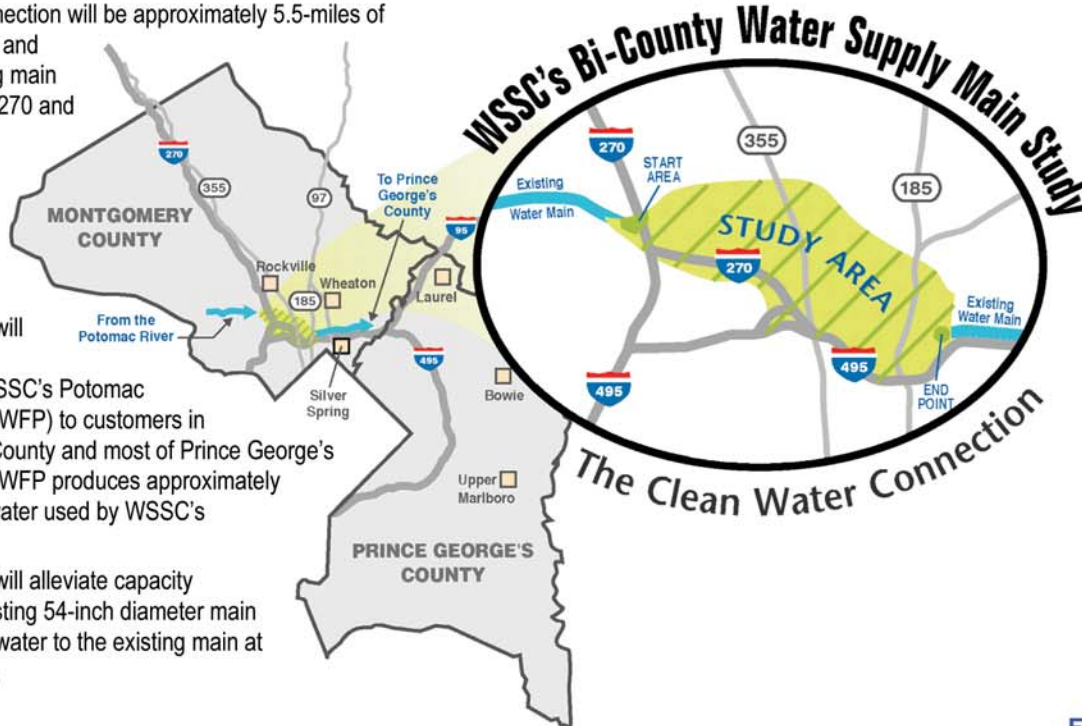 nection will be approximately 5.5-miles of
and
g main
270 and
will
SSC's Potomac
WFP) to customers in
County and most of Prince George's
WFP produces approximately
water used by WSSC's
will alleviate capacity
sting 54-inch diameter main
water to the existing main at
270
355
97
MONTGOMERY
COUNTY
To Prince
George's
County
95
Rockville
Wheaton
185
Laurel
From the
Potomac River
495
Silver
Spring
Bowie
Upper
Marlboro
PRINCE GEORGE'S
COUNTY
WSSC's Bi-County Water Supply Main Study
270
355
START
AREA
185
Existing
Water Main
STUDY AREA
270
Existing
Water Main
495
495
END
POINT
The Clean Water Connection